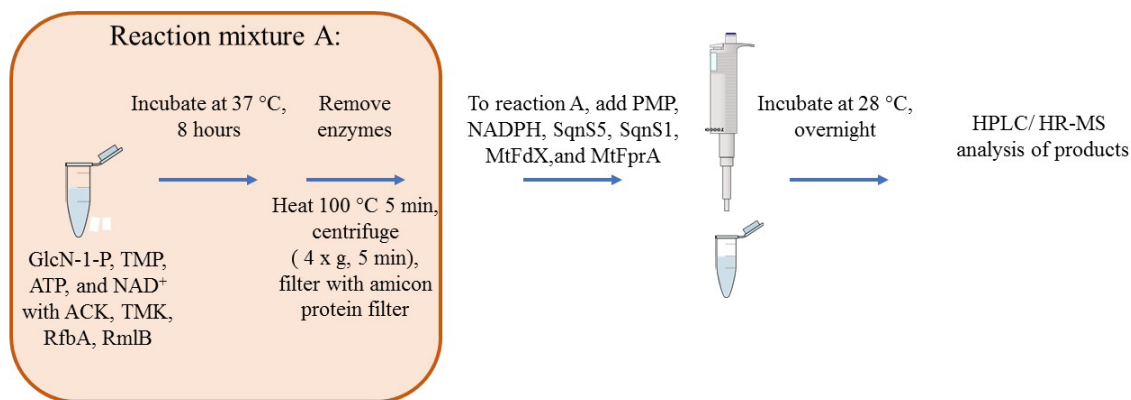 Reaction mixture A:
Incubate at 37 °C,
8 hours
Remove
enzymes
GlcN-1-P, TMP,
ATP, and NAD⁺
with ACK, TMK,
RfbA, RmlB
Heat 100 °C 5 min,
centrifuge
( 4 x g, 5 min),
filter with amicon
protein filter
To reaction A, add PMP,
NADPH, SqnS5, SqnS1,
MtFdX,and MtFprA
Incubate at 28 °C,
overnight
HPLC/ HR-MS
analysis of products